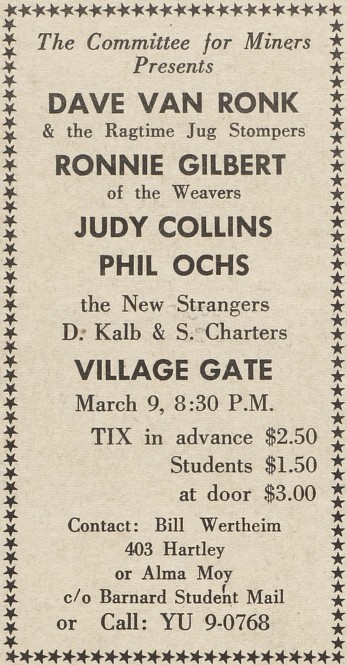 The Committee for Miners
Presents
DAVE VAN RONK
& the Ragtime Jug Stompers
RONNIE GILBERT
of the Weavers
JUDY COLLINS
PHIL OCHS
the New Strangers
D. Kalb & S. Charters
VILLAGE GATE
March 9, 8:30 P.M.
TIX in advance $2.50
Students $1.50
at door $3.00
Contact: Bill Wertheim
403 Hartley
or Alma Moy
c/o Barnard Student Mail
or Call: YU 9-0768